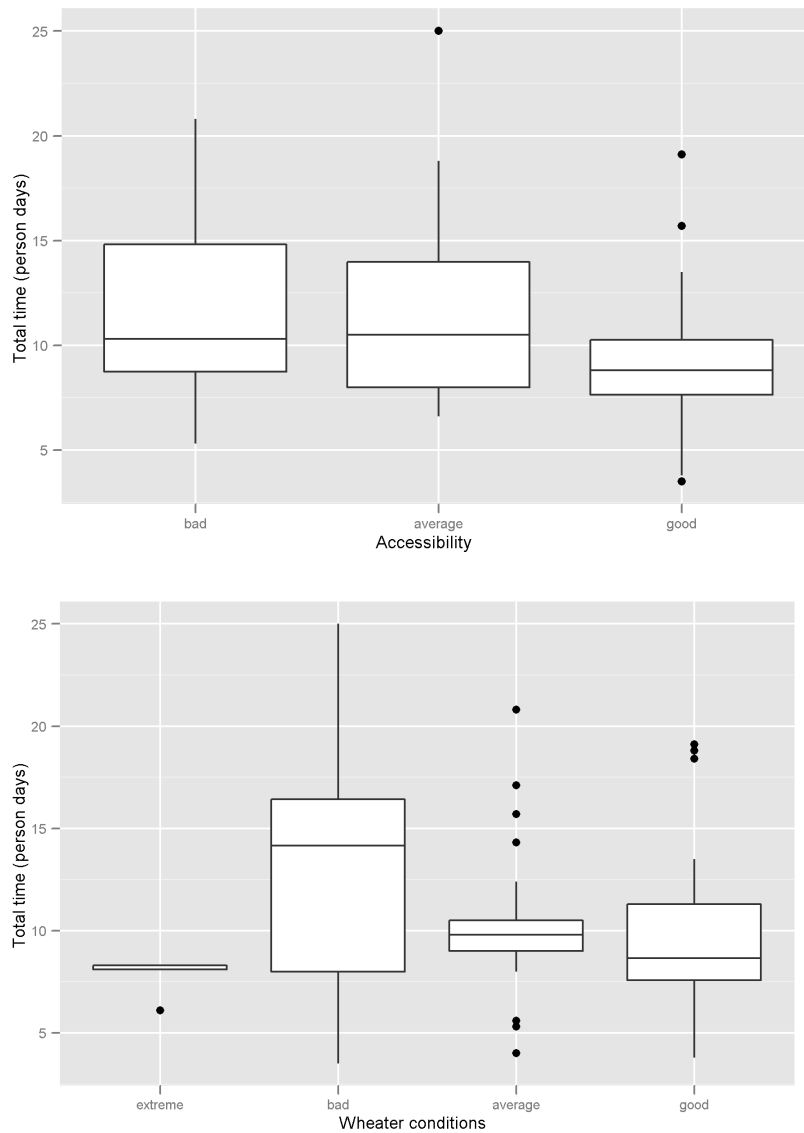 Total time (person days)
25
20
15
10
5
bad average good
Accessibility
Total time (person days)
25
20
15
10
5
extreme bad average good
Wheater conditions